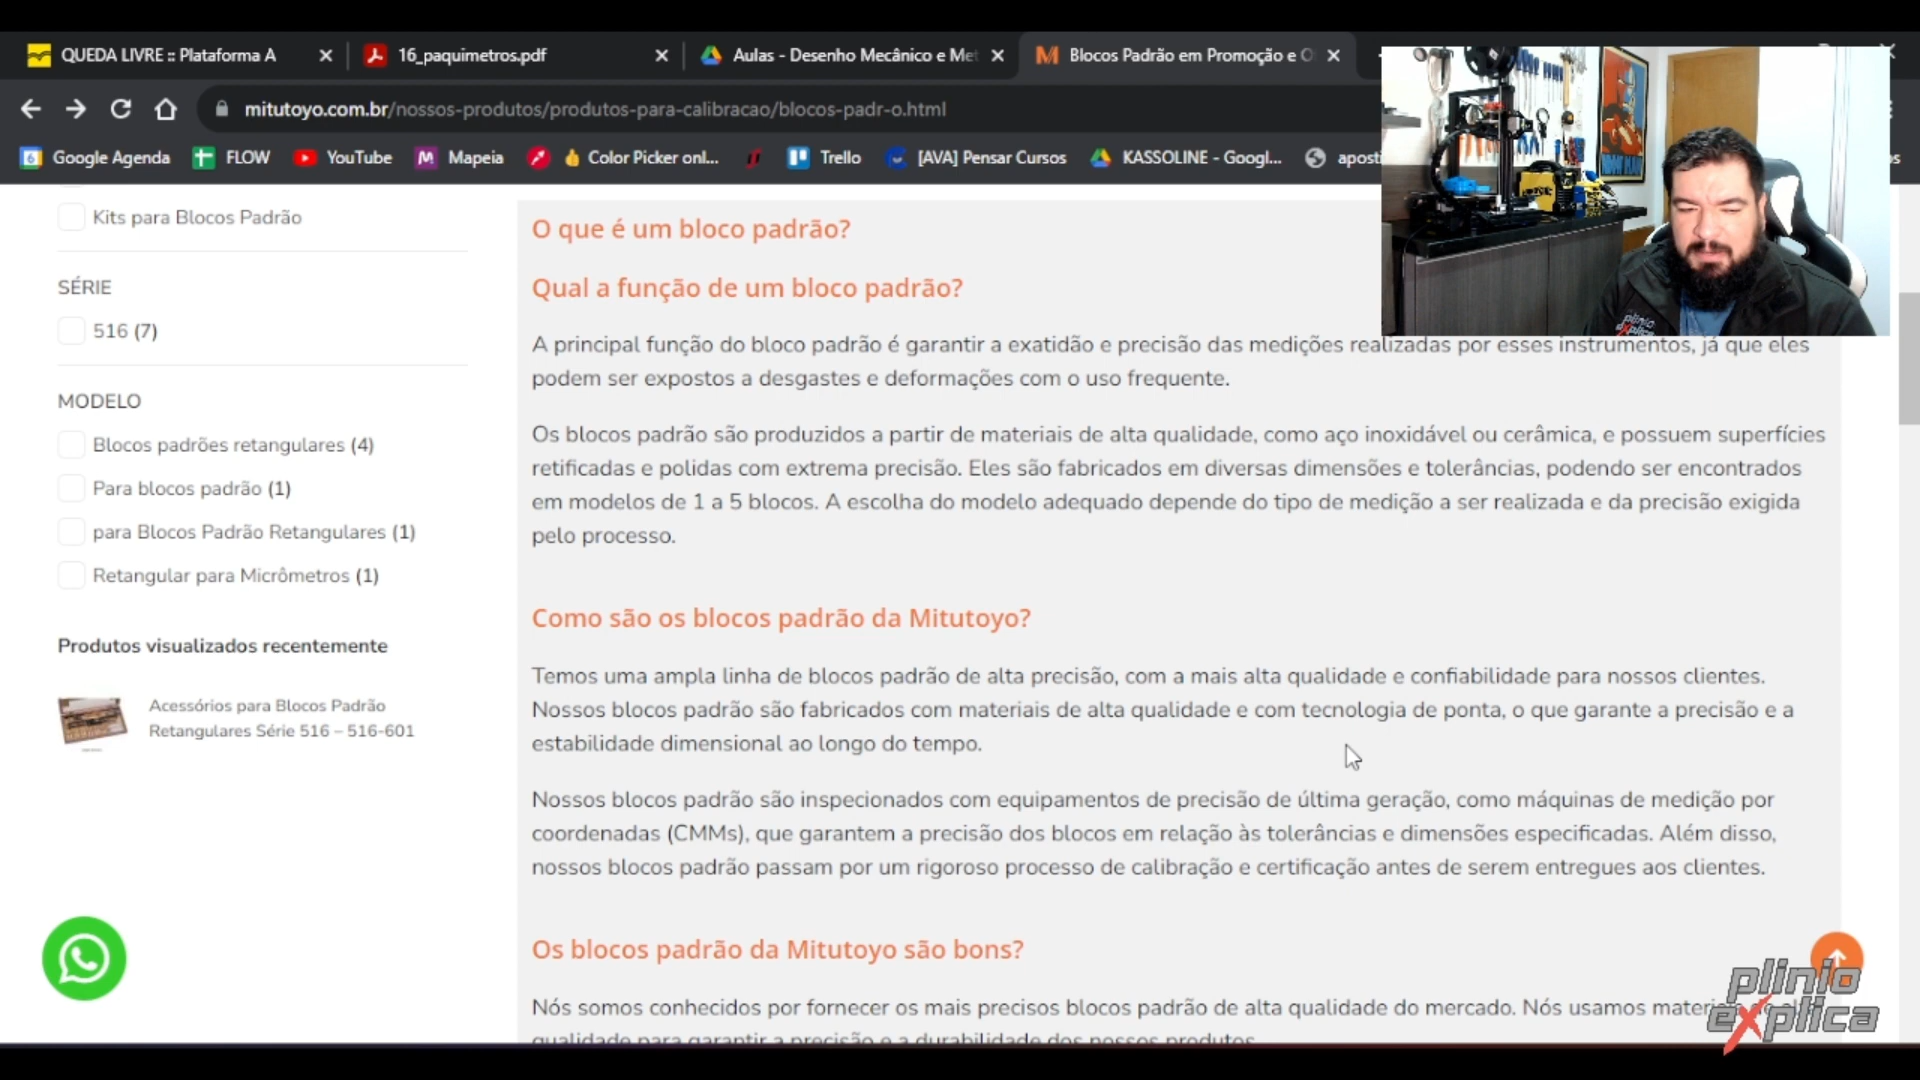 QUEDA LIVRE :: Plataforma A
16_paquimetros.pdf
Aulas - Desenho Mecânico e Met
Blocos Padrão em Promoção e O
mitutoyo.com.br/nossos-produtos/produtos-para-calibracao/blocos-padr-o.html
Google Agenda
FLOW
YouTube
Mapeia
Color Picker onl...
Trello
[AVA] Pensar Cursos
KASSOLINE - Googl...
aposti
Kits para Blocos Padrão
SÉRIE
516 (7)
MODELO
Blocos padrões retangulares (4)
Para blocos padrão (1)
para Blocos Padrão Retangulares (1)
Retangular para Micrômetros (1)
Produtos visualizados recentemente
Acessórios para Blocos Padrão
Retangulares Série 516 – 516-601
O que é um bloco padrão?
Qual a função de um bloco padrão?
A principal função do bloco padrão é garantir a exatidão e precisão das medições realizadas por esses instrumentos, já que eles
podem ser expostos a desgastes e deformações com o uso frequente.
Os blocos padrão são produzidos a partir de materiais de alta qualidade, como aço inoxidável ou cerâmica, e possuem superfícies
retificadas e polidas com extrema precisão. Eles são fabricados em diversas dimensões e tolerâncias, podendo ser encontrados
em modelos de 1 a 5 blocos. A escolha do modelo adequado depende do tipo de medição a ser realizada e da precisão exigida
pelo processo.
Como são os blocos padrão da Mitutoyo?
Temos uma ampla linha de blocos padrão de alta precisão, com a mais alta qualidade e confiabilidade para nossos clientes.
Nossos blocos padrão são fabricados com materiais de alta qualidade e com tecnologia de ponta, o que garante a precisão e a
estabilidade dimensional ao longo do tempo.
Nossos blocos padrão são inspecionados com equipamentos de precisão de última geração, como máquinas de medição por
coordenadas (CMMs), que garantem a precisão dos blocos em relação às tolerâncias e dimensões especificadas. Além disso,
nossos blocos padrão passam por um rigoroso processo de calibração e certificação antes de serem entregues aos clientes.
Os blocos padrão da Mitutoyo são bons?
Nós somos conhecidos por fornecer os mais precisos blocos padrão de alta qualidade do mercado. Nós usamos materi
qualidade para garantir a precisão e a durabilidade dos nossos produtos.
plinio
explica
plinio
explica